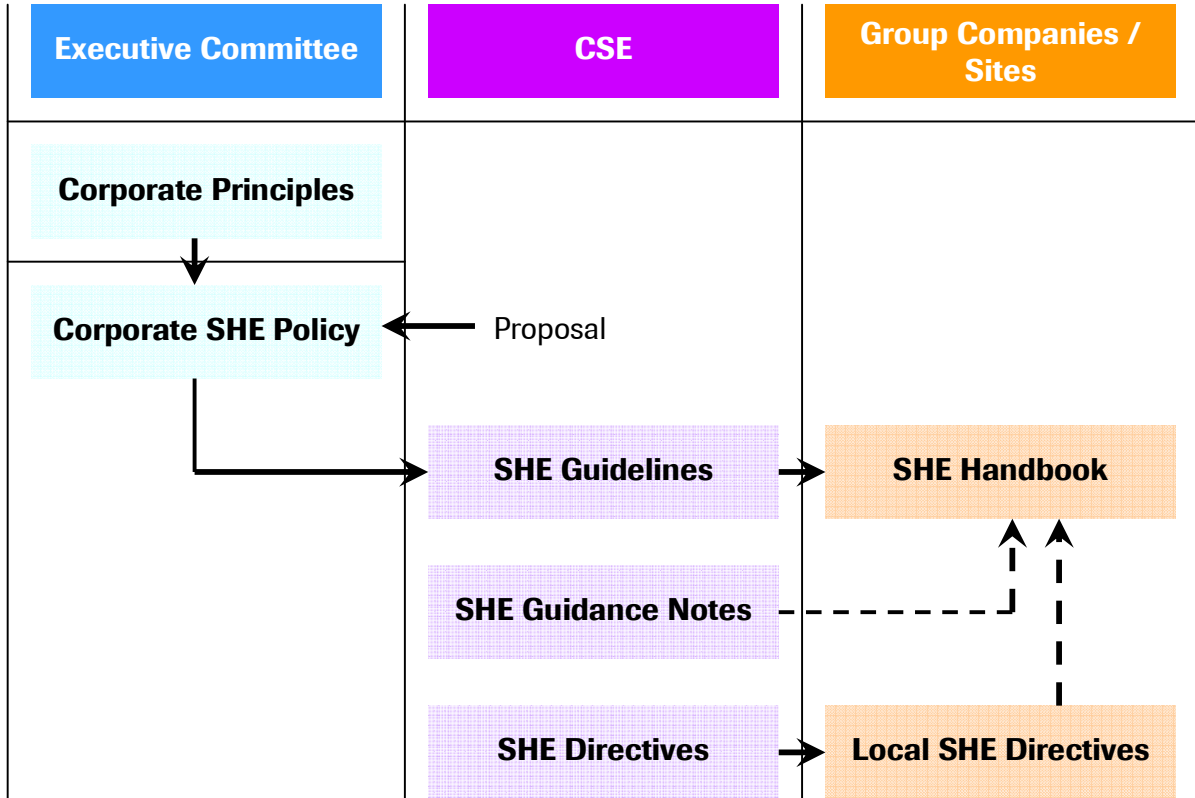 Executive Committee
CSE
Group Companies /
Sites
Corporate Principles
Corporate SHE Policy
Proposal
SHE Guidelines
SHE Handbook
SHE Guidance Notes
SHE Directives
Local SHE Directives